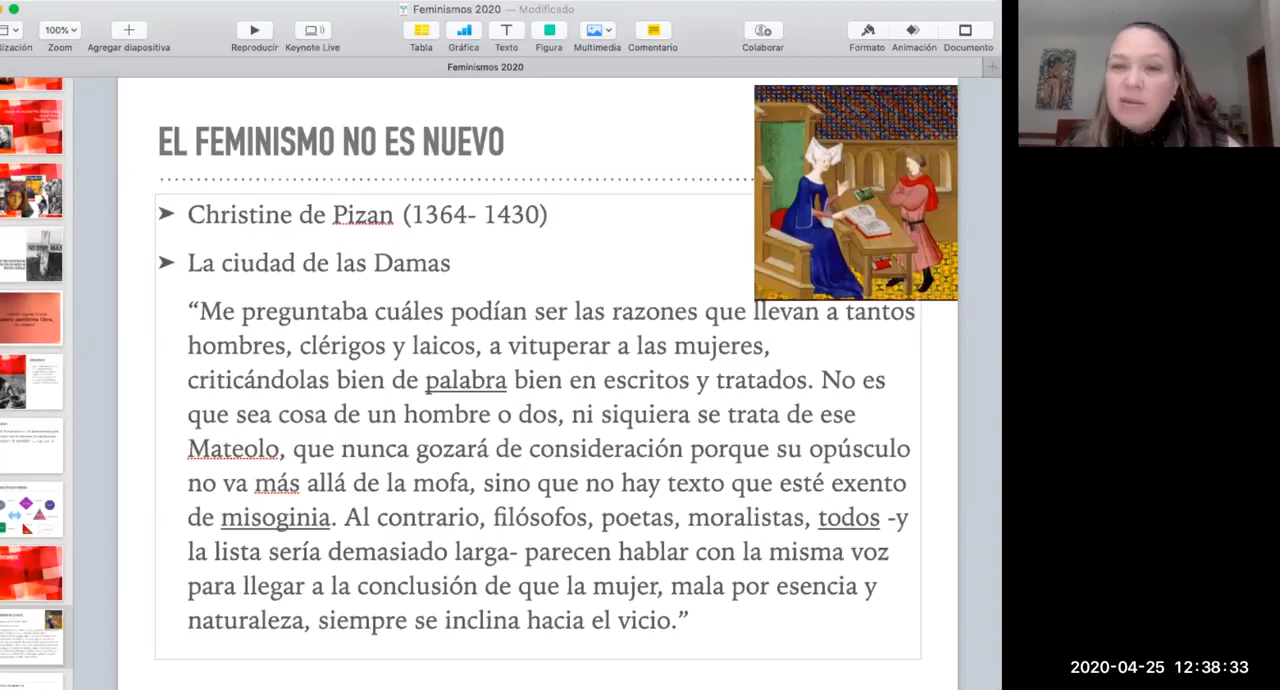 Feminismos 2020 — Modificado
100%
lización Zoom Agregar diapositiva Reproducir Keynote Live Tabla Gráfica Texto Figura Multimedia Comentario Colaborar Formato Animación Documento
Feminismos 2020
EL FEMINISMO NO ES NUEVO
➤ Christine de Pizan (1364- 1430)
➤ La ciudad de las Damas
“Me preguntaba cuáles podían ser las razones que llevan a tantos
hombres, clérigos y laicos, a vituperar a las mujeres,
criticándolas bien de palabra bien en escritos y tratados. No es
que sea cosa de un hombre o dos, ni siquiera se trata de ese
Mateolo, que nunca gozará de consideración porque su opúsculo
no va más allá de la mofa, sino que no hay texto que esté exento
de misoginia. Al contrario, filósofos, poetas, moralistas, todos -y
la lista sería demasiado larga- parecen hablar con la misma voz
para llegar a la conclusión de que la mujer, mala por esencia y
naturaleza, siempre se inclina hacia el vicio.”
2020-04-25 12:38:33